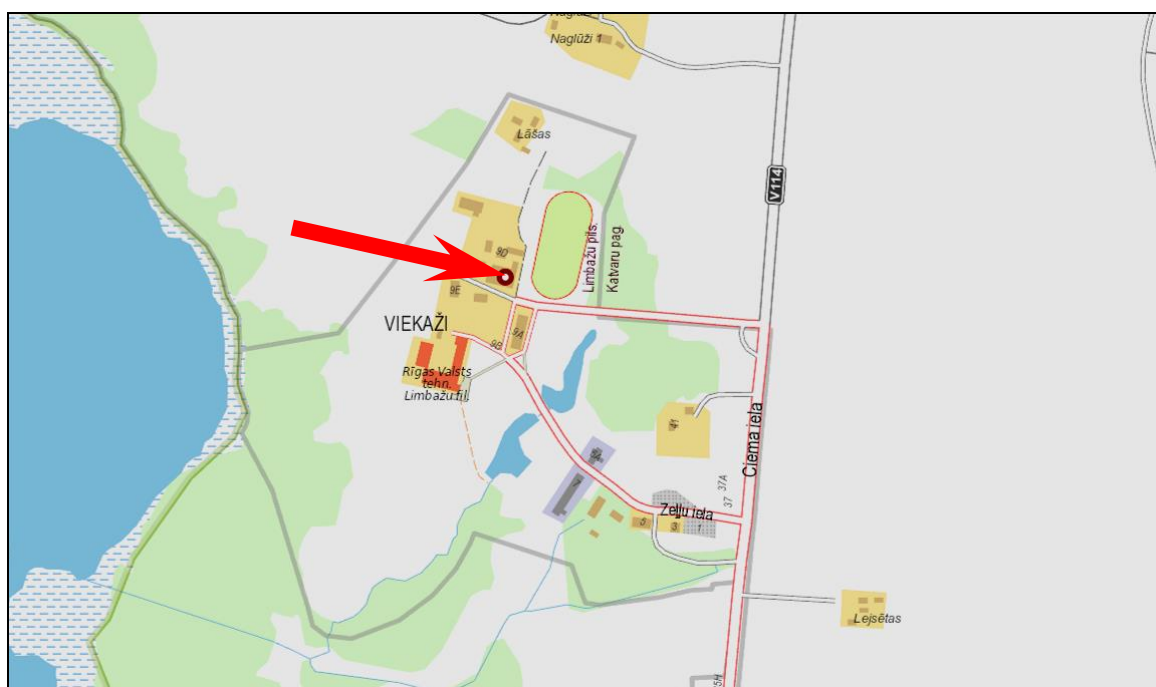 Naglūži 1
Lāšas
V114
Limbažu pils.
Katvaru pag.
9D
9E
VIEKAŽI
9A
9B
Rīgas Valsts
tehn.
Limbažu fil.
41
Ciema iela
37A
37
7
Zeļļu iela
5
3
1
Lejsētas